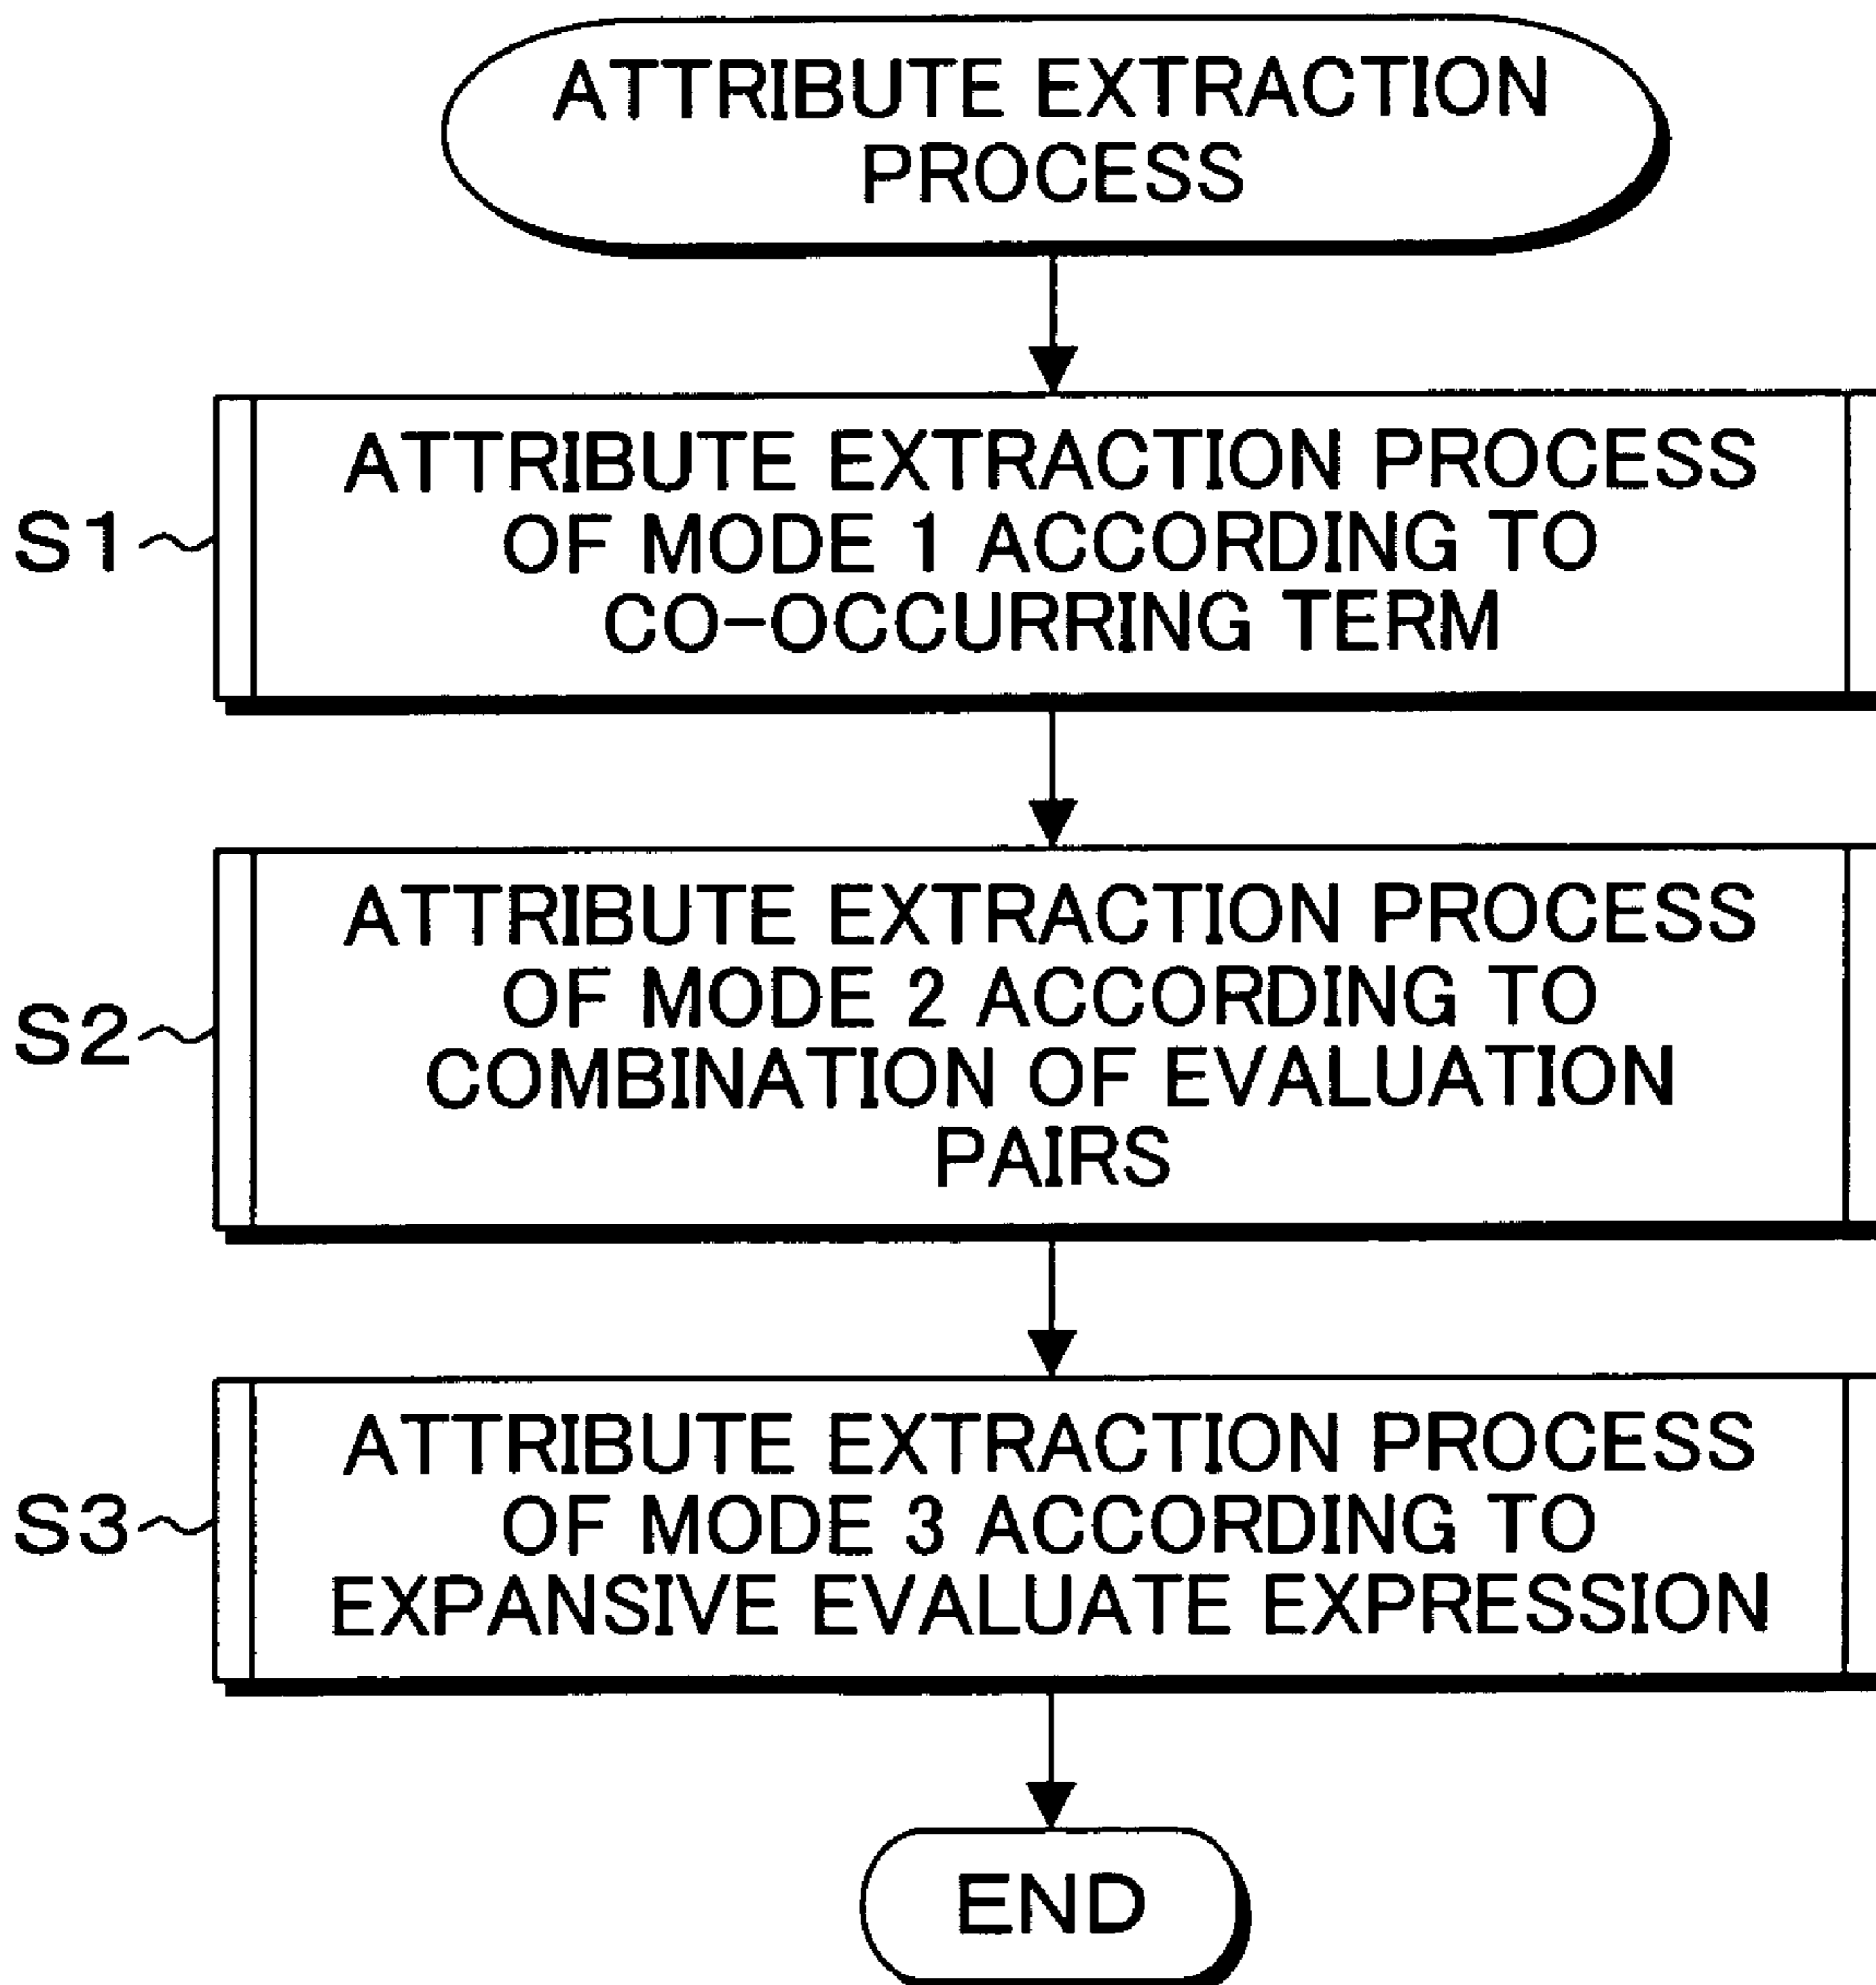 ATTRIBUTE EXTRACTION
PROCESS
S1
ATTRIBUTE EXTRACTION PROCESS
OF MODE 1 ACCORDING TO
CO-OCCURRING TERM
S2
ATTRIBUTE EXTRACTION PROCESS
OF MODE 2 ACCORDING TO
COMBINATION OF EVALUATION
PAIRS
S3
ATTRIBUTE EXTRACTION PROCESS
OF MODE 3 ACCORDING TO
EXPANSIVE EVALUATE EXPRESSION
END